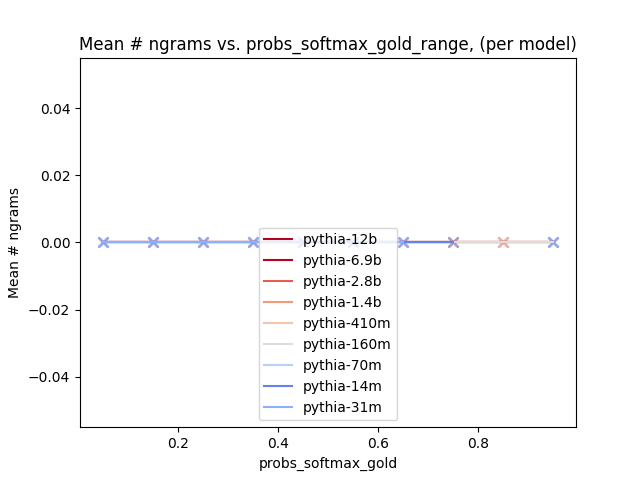 Mean # ngrams vs. probs_softmax_gold_range, (per model)
Mean # ngrams
0.04
0.02
0.00
−0.02
−0.04
pythia-12b
pythia-6.9b
pythia-2.8b
pythia-1.4b
pythia-410m
pythia-160m
pythia-70m
pythia-14m
pythia-31m
0.2 0.4 0.6 0.8
probs_softmax_gold